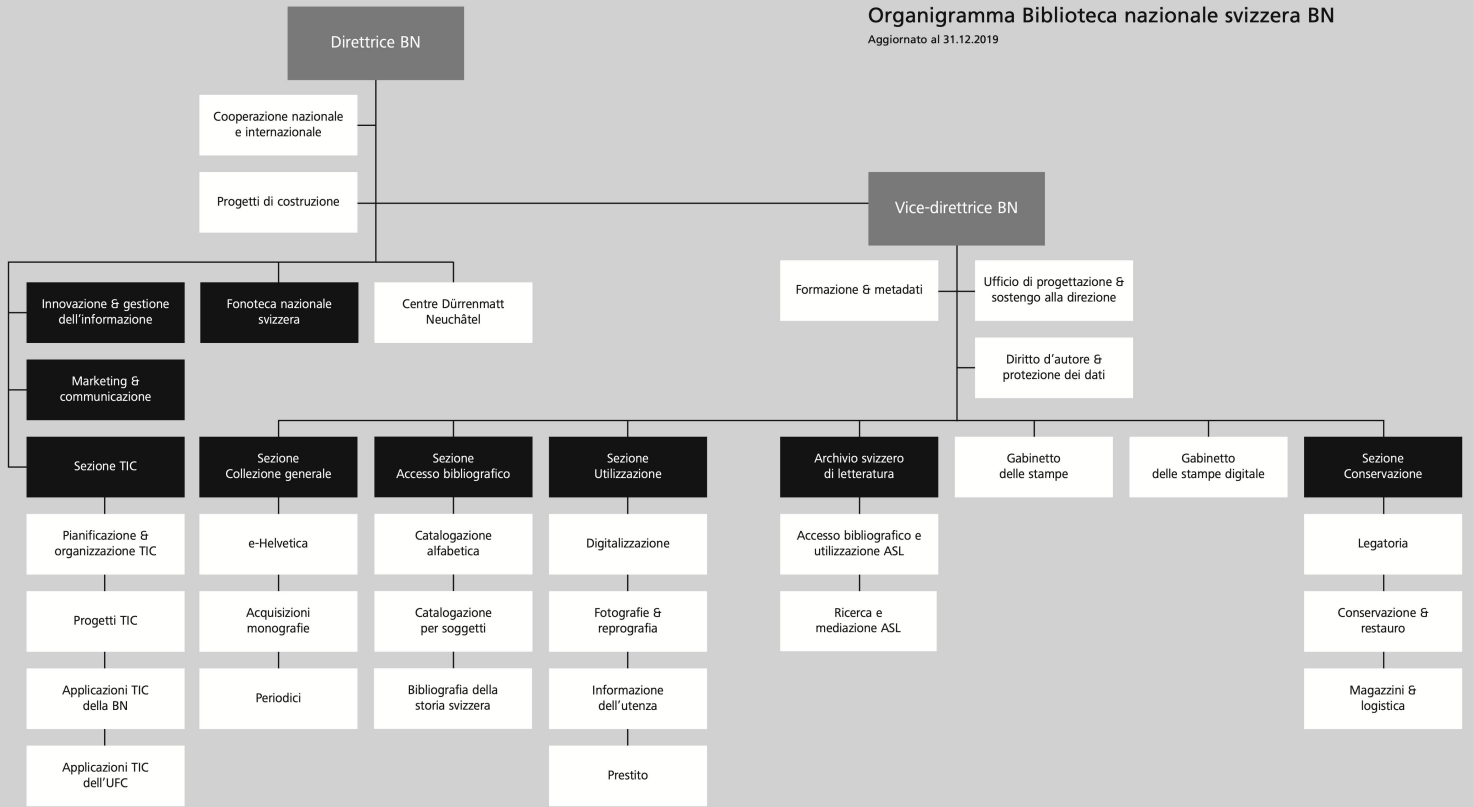 Organigramma Biblioteca nazionale svizzera BN
Aggiornato al 31.12.2019
Direttrice BN
Cooperazione nazionale
e internazionale
Progetti di costruzione
Vice-direttrice BN
Innovazione & gestione
dell'informazione
Fonoteca nazionale
svizzera
Centre Dürrenmatt
Neuchâtel
Formazione & metadati
Ufficio di progettazione &
sostengo alla direzione
Marketing &
communicazione
Diritto d'autore &
protezione dei dati
Sezione TIC
Sezione
Collezione generale
Sezione
Accesso bibliografico
Sezione
Utilizzazione
Archivio svizzero
di letteratura
Gabinetto
delle stampe
Gabinetto
delle stampe digitale
Sezione
Conservazione
Pianificazione &
organizzazione TIC
e-Helvetica
Catalogazione
alfabetica
Digitalizzazione
Accesso bibliografico e
utilizzazione ASL
Legatoria
Progetti TIC
Acquisizioni
monografie
Catalogazione
per soggetti
Fotografie &
reprografia
Ricerca e
mediazione ASL
Conservazione &
restauro
Applicazioni TIC
della BN
Periodici
Bibliografia della
storia svizzera
Informazione
dell'utenza
Magazzini &
logistica
Applicazioni TIC
dell'UFC
Prestito